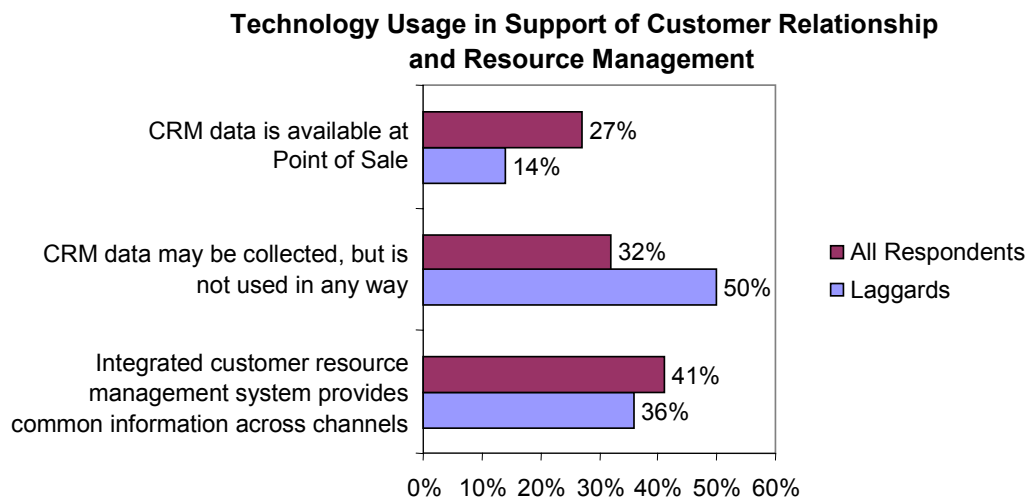 Technology Usage in Support of Customer Relationship
and Resource Management
CRM data is available at
Point of Sale
27%
14%
CRM data may be collected, but is
not used in any way
32%
50%
Integrated customer resource
management system provides
common information across channels
41%
36%
0% 10% 20% 30% 40% 50% 60%
All Respondents
Laggards